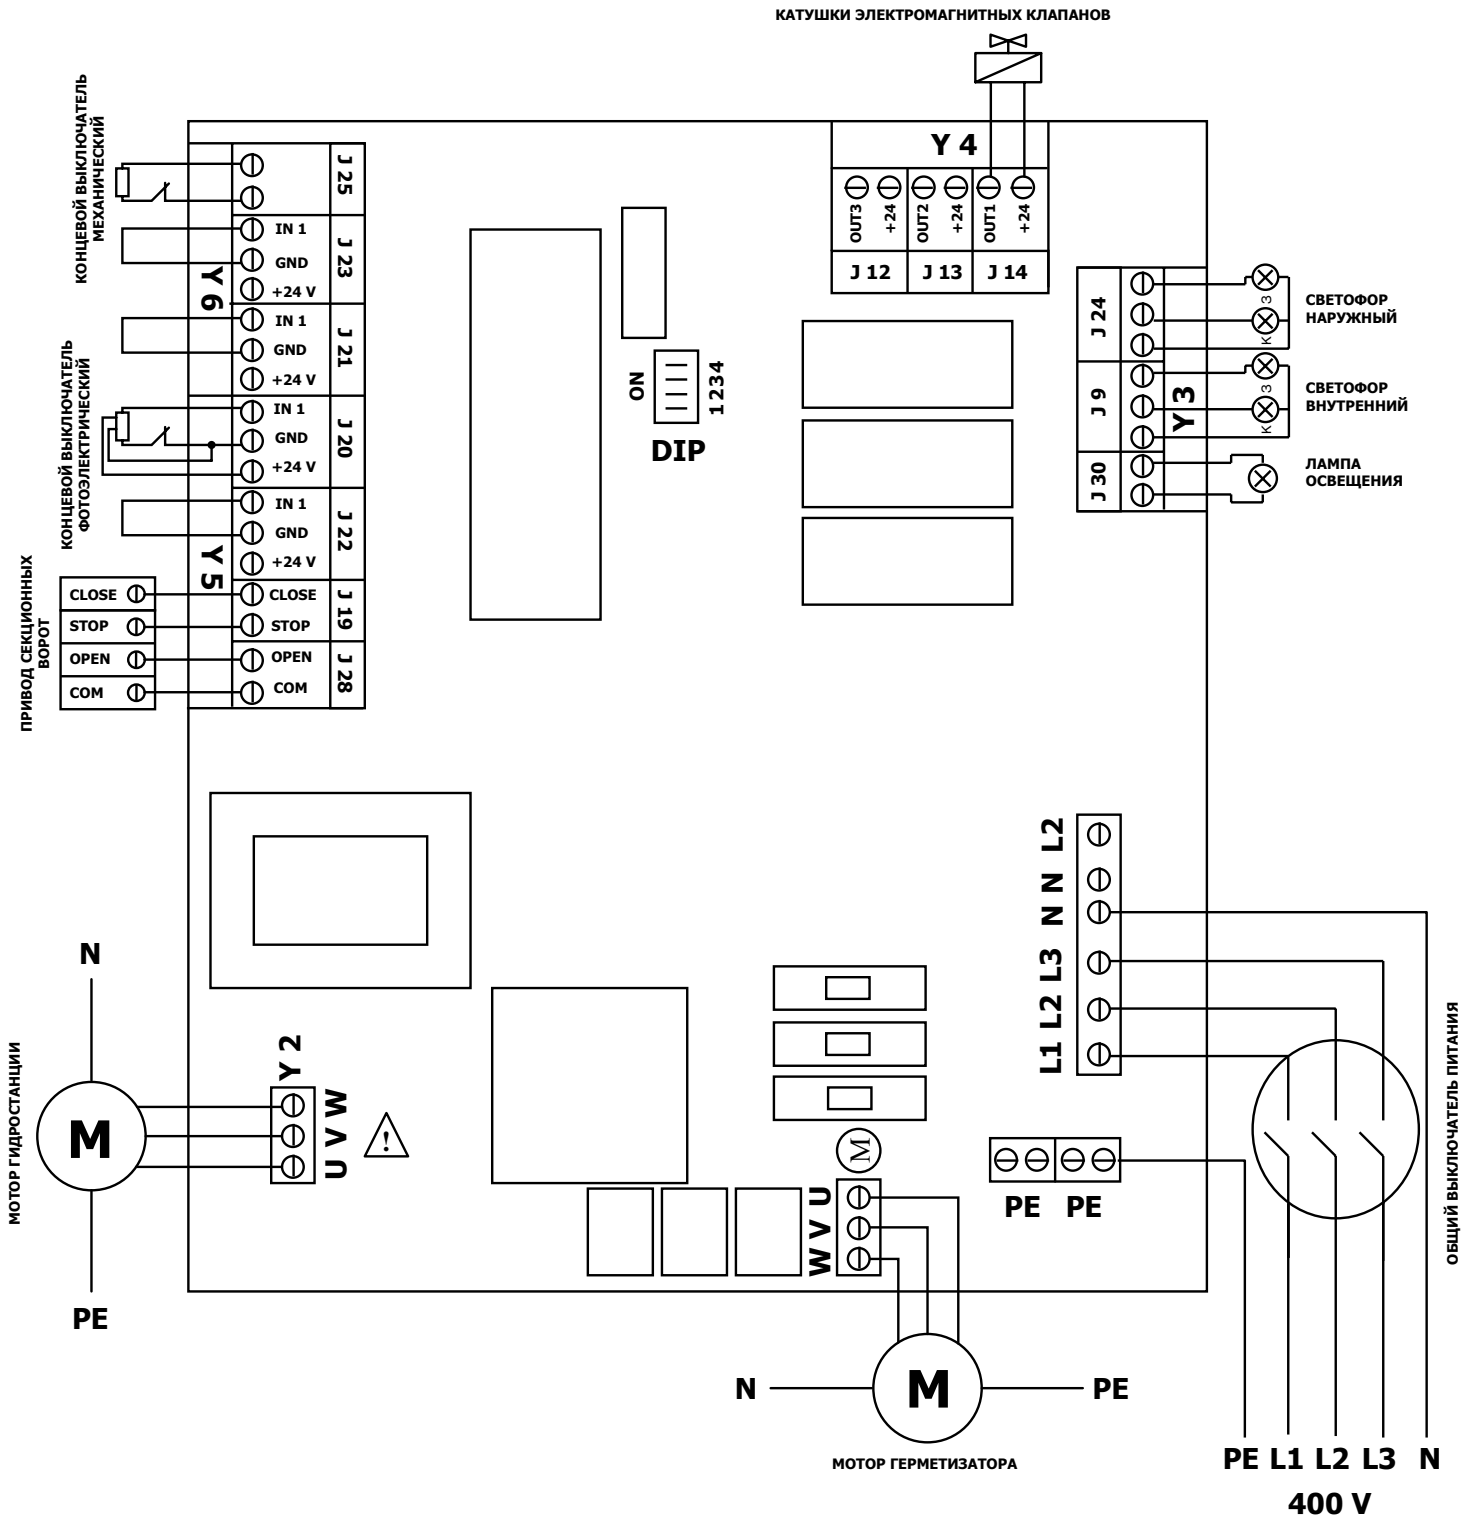 КАТУШКИ ЭЛЕКТРОМАГНИТНЫХ КЛАПАНОВ
КОНЦЕВОЙ ВЫКЛЮЧАТЕЛЬ
МЕХАНИЧЕСКИЙ
J 25
IN 1
GND
+24 V
J 23
Y 6
IN 1
GND
+24 V
J 21
КОНЦЕВОЙ ВЫКЛЮЧАТЕЛЬ
ФОТОЭЛЕКТРИЧЕСКИЙ
IN 1
GND
+24 V
J 20
IN 1
GND
+24 V
J 22
Y 5
ПРИВОД СЕКЦИОННЫХ
ВОРОТ
CLOSE
STOP
OPEN
COM
CLOSE
STOP
J 19
OPEN
COM
J 28
ON
1 2 3 4
DIP
Y 4
OUT3
+24
OUT2
+24
OUT1
+24
J 12
J 13
J 14
J 24
J 9
J 30
Y 3
З
К
СВЕТОФОР
НАРУЖНЫЙ
З
К
СВЕТОФОР
ВНУТРЕННИЙ
ЛАМПА
ОСВЕЩЕНИЯ
L2
N
N
L3
L2
L1
ОБЩИЙ ВЫКЛЮЧАТЕЛЬ ПИТАНИЯ
N
МОТОР ГИДРОСТАНЦИИ
M
PE
Y 2
U V W
!
M
W V U
PE
PE
N
M
PE
МОТОР ГЕРМЕТИЗАТОРА
PE L1 L2 L3 N
400 V